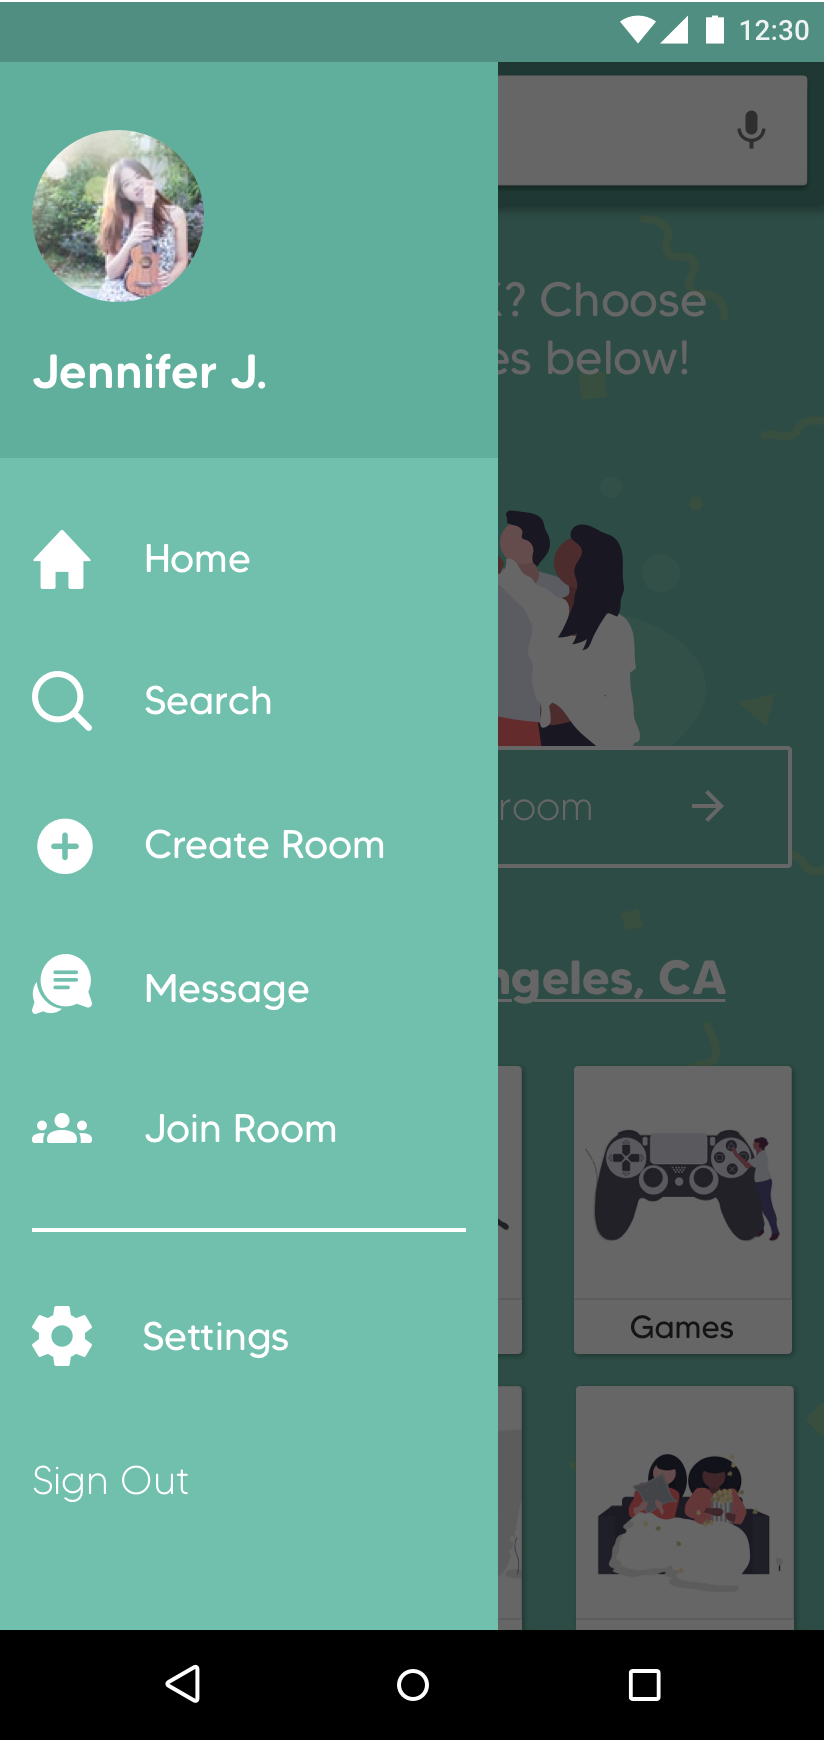 12:30
? Choose
es below!
Jennifer J.
Home
Search
Create Room
room
Message
ngeles, CA
Join Room
Games
Settings
Sign Out